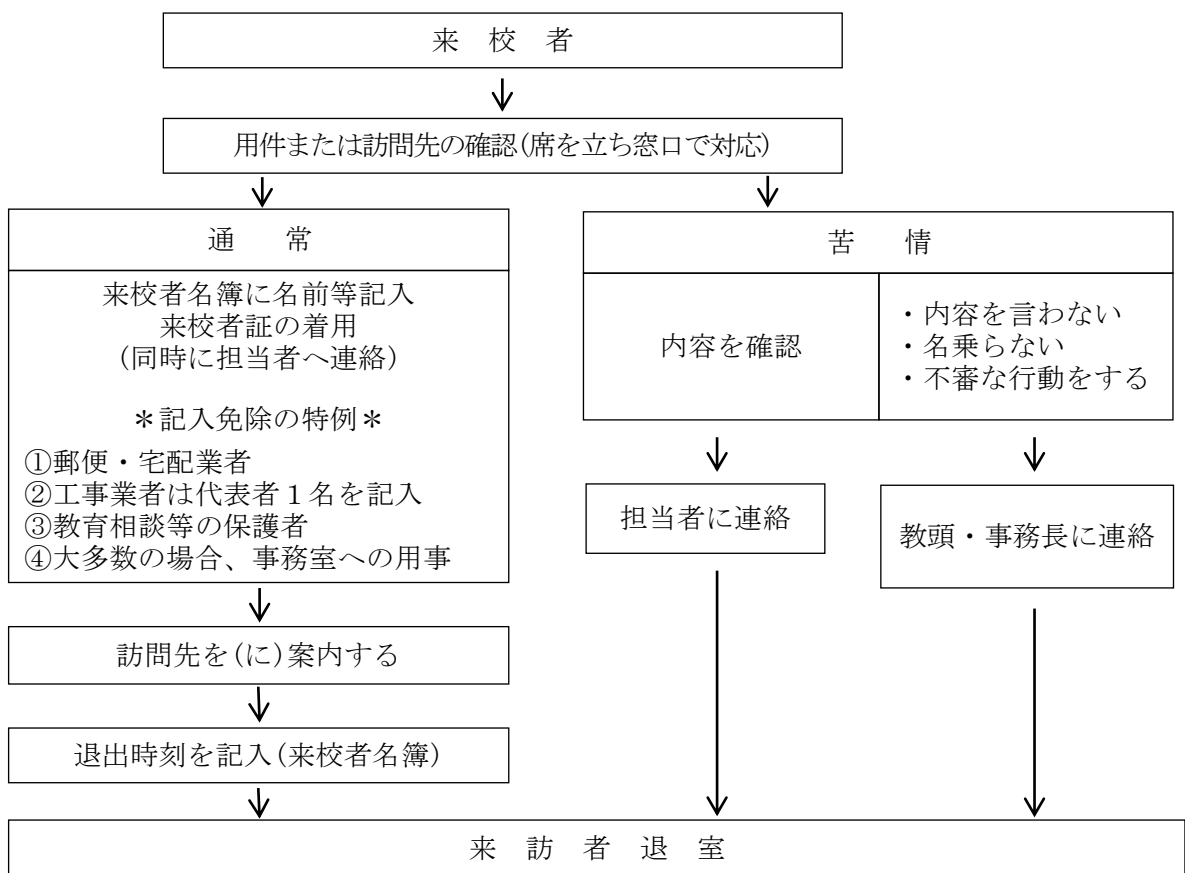 来校者
用件または訪問先の確認(席を立ち窓口で対応)
通常
来校者名簿に名前等記入
来校者証の着用
(同時に担当者へ連絡)
＊記入免除の特例＊
①郵便・宅配業者
②工事業者は代表者１名を記入
③教育相談等の保護者
④大多数の場合、事務室への用事
訪問先を(に)案内する
退出時刻を記入(来校者名簿)
苦情
内容を確認
・内容を言わない
・名乗らない
・不審な行動をする
担当者に連絡
教頭・事務長に連絡
来訪者退室